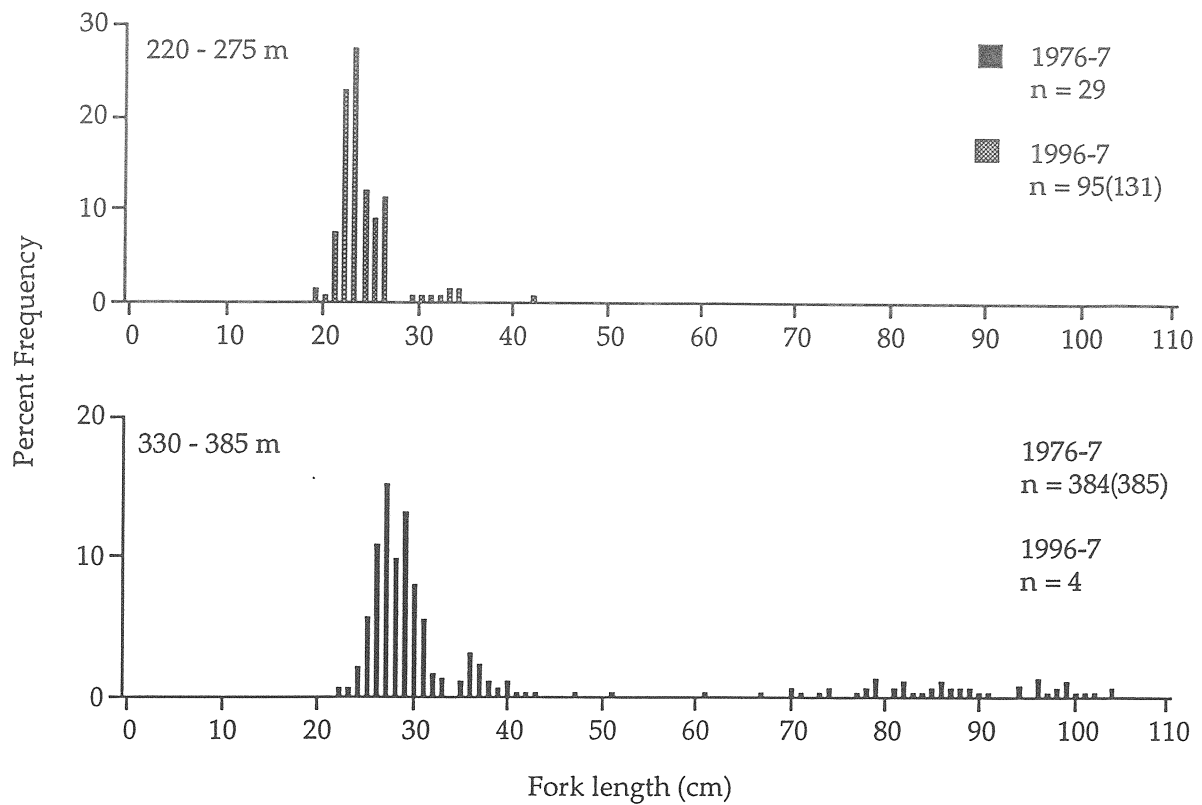 Percent Frequency
220 - 275 m
1976-7
n = 29
1996-7
n = 95(131)
30
20
10
0
0 10 20 30 40 50 60 70 80 90 100 110
330 - 385 m
1976-7
n = 384(385)
1996-7
n = 4
20
10
0
0 10 20 30 40 50 60 70 80 90 100 110
Fork length (cm)